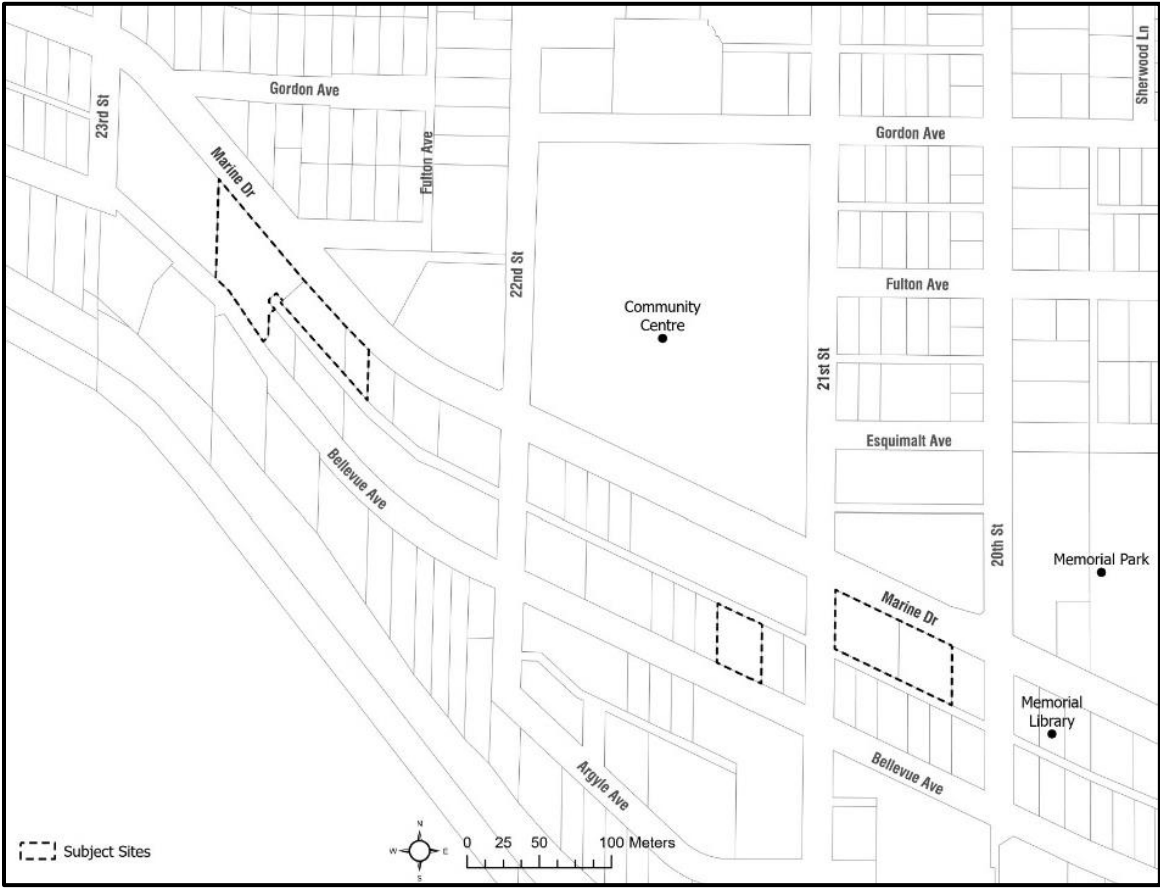 Sherwood Ln
Gordon Ave
23rd St
Gordon Ave
Marine Dr
Fulton Ave
22nd St
Fulton Ave
Community
Centre
21st St
Esquimalt Ave
Bellevue Ave
20th St
Memorial Park
Marine Dr
Memorial
Library
Bellevue Ave
Argyle Ave
N
W
E
S
0 25 50 100 Meters
Subject Sites